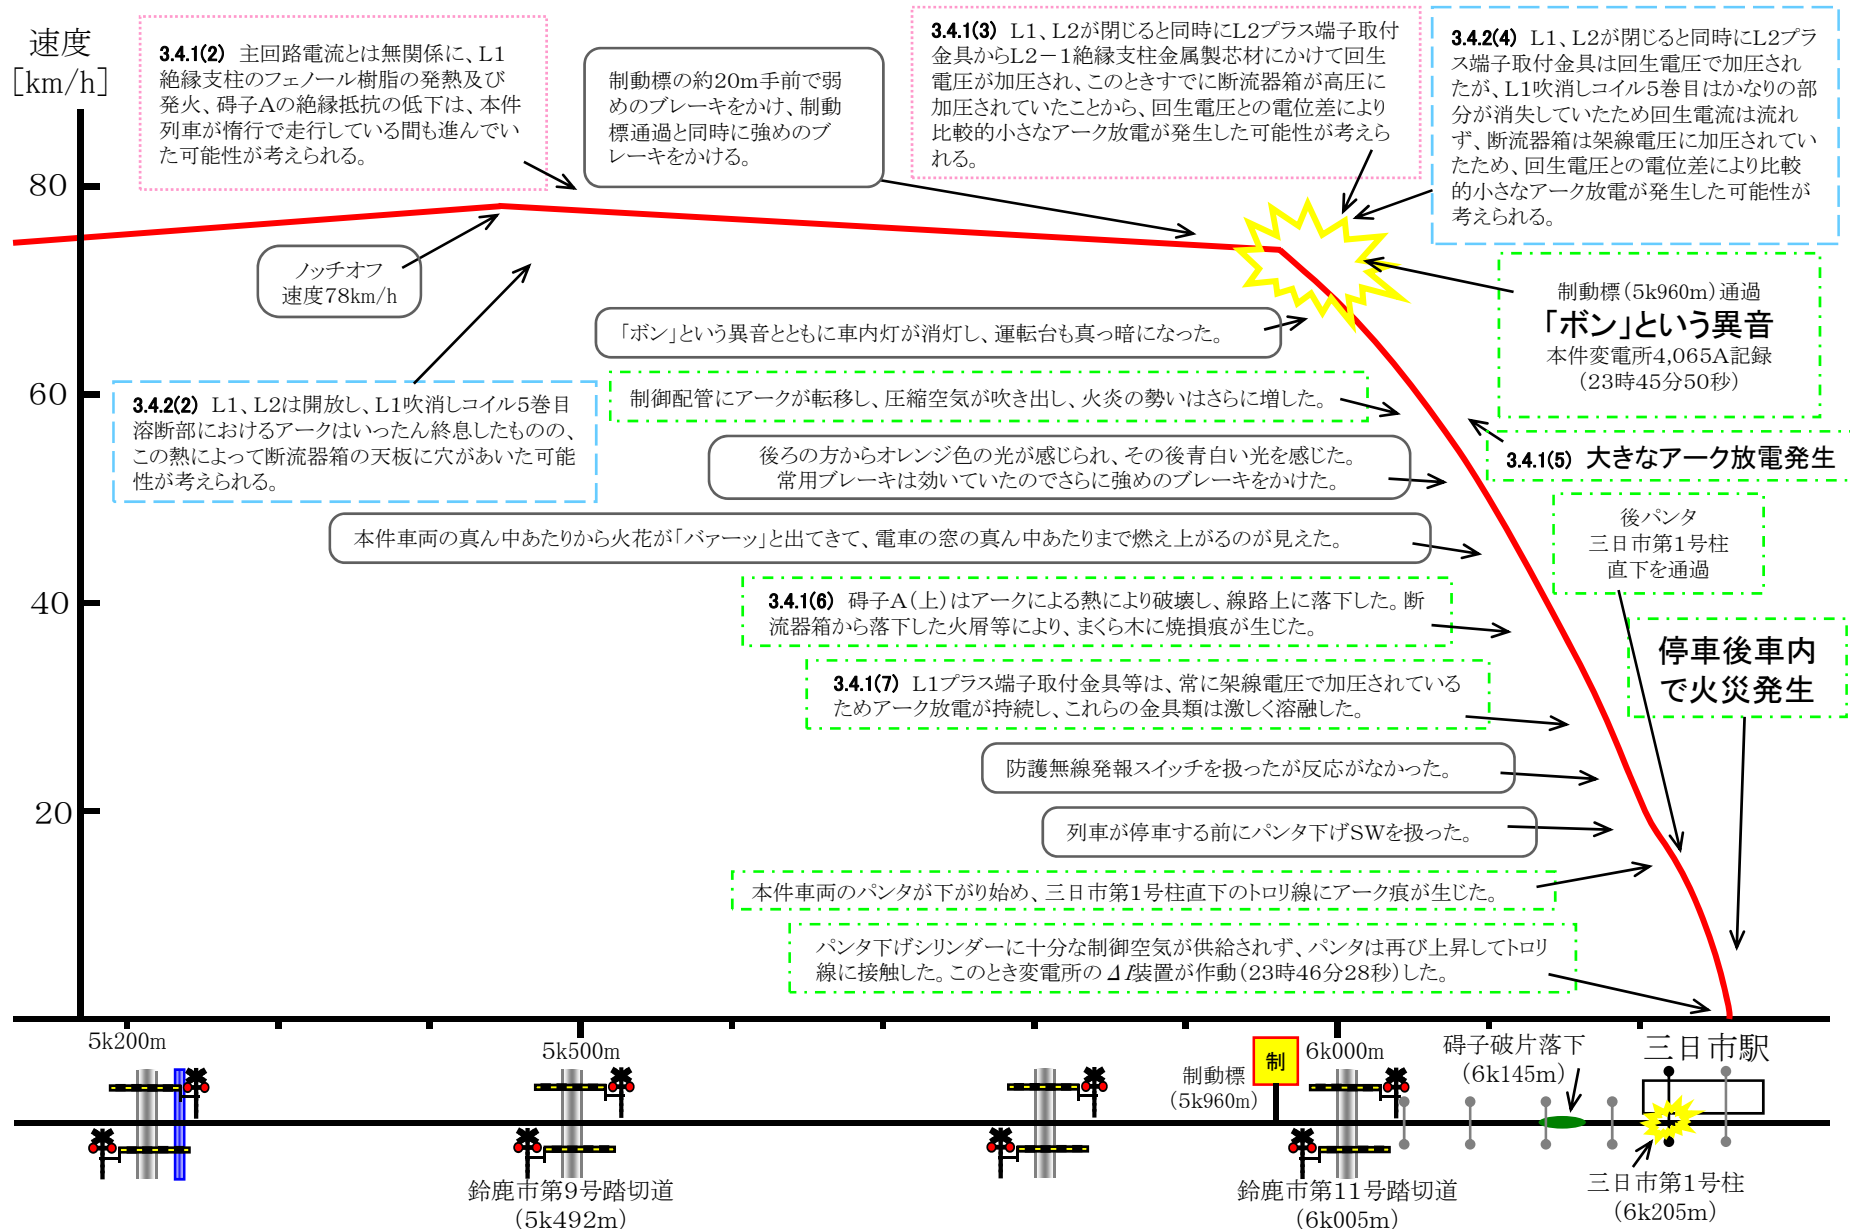 速度
[km/h]
80
60
40
20
3.4.1(2) 主回路電流とは無関係に、L1
絶縁支柱のフェノール樹脂の発熱及び
発火、碍子Aの絶縁抵抗の低下は、本件
列車が惰行で走行している間も進んでい
た可能性が考えられる。
制動標の約20m手前で弱
めのブレーキをかけ、制動
標通過と同時に強めのブ
レーキをかける。
3.4.1(3) L1、L2が閉じると同時にL2プラス端子取付
金具からL2-1絶縁支柱金属製芯材にかけて回生
電圧が加圧され、このときすでに断流器箱が高圧に
加圧されていたことから、回生電圧との電位差により
比較的小さなアーク放電が発生した可能性が考えら
れる。
3.4.2(4) L1、L2が閉じると同時にL2プラ
ス端子取付金具は回生電圧で加圧され
たが、L1吹消しコイル5巻目はかなりの部
分が消失していたため回生電流は流れ
ず、断流器箱は架線電圧に加圧されてい
たため、回生電圧との電位差により比較
的小さなアーク放電が発生した可能性が
考えられる。
ノッチオフ
速度78km/h
制動標(5k960m)通過
「ボン」という異音
本件変電所4,065A記録
(23時45分50秒)
「ボン」という異音とともに車内灯が消灯し、運転台も真っ暗になった。
3.4.2(2) L1、L2は開放し、L1吹消しコイル5巻目
溶断部におけるアークはいったん終息したものの、
この熱によって断流器箱の天板に穴があいた可能
性が考えられる。
制御配管にアークが転移し、圧縮空気が吹き出し、火炎の勢いはさらに増した。
3.4.1(5) 大きなアーク放電発生
後ろの方からオレンジ色の光が感じられ、その後青白い光を感じた。
常用ブレーキは効いていたのでさらに強めのブレーキをかけた。
後パンタ
三日市第1号柱
直下を通過
本件車両の真ん中あたりから火花が「バァーッ」と出てきて、電車の窓の真ん中あたりまで燃え上がるのが見えた。
3.4.1(6) 碍子A(上)はアークによる熱により破壊し、線路上に落下した。断
流器箱から落下した火屑等により、まくら木に焼損痕が生じた。
停車後車内
で火災発生
3.4.1(7) L1プラス端子取付金具等は、常に架線電圧で加圧されている
ためアーク放電が持続し、これらの金具類は激しく溶融した。
防護無線発報スイッチを扱ったが反応がなかった。
列車が停車する前にパンタ下げSWを扱った。
本件車両のパンタが下がり始め、三日市第1号柱直下のトロリ線にアーク痕が生じた。
パンタ下げシリンダーに十分な制御空気が供給されず、パンタは再び上昇してトロリ
線に接触した。このとき変電所のΔI装置が作動(23時46分28秒)した。
5k200m
5k500m
6k000m
制
制動標
(5k960m)
碍子破片落下
(6k145m)
三日市駅
鈴鹿市第9号踏切道
(5k492m)
鈴鹿市第11号踏切道
(6k005m)
三日市第1号柱
(6k205m)